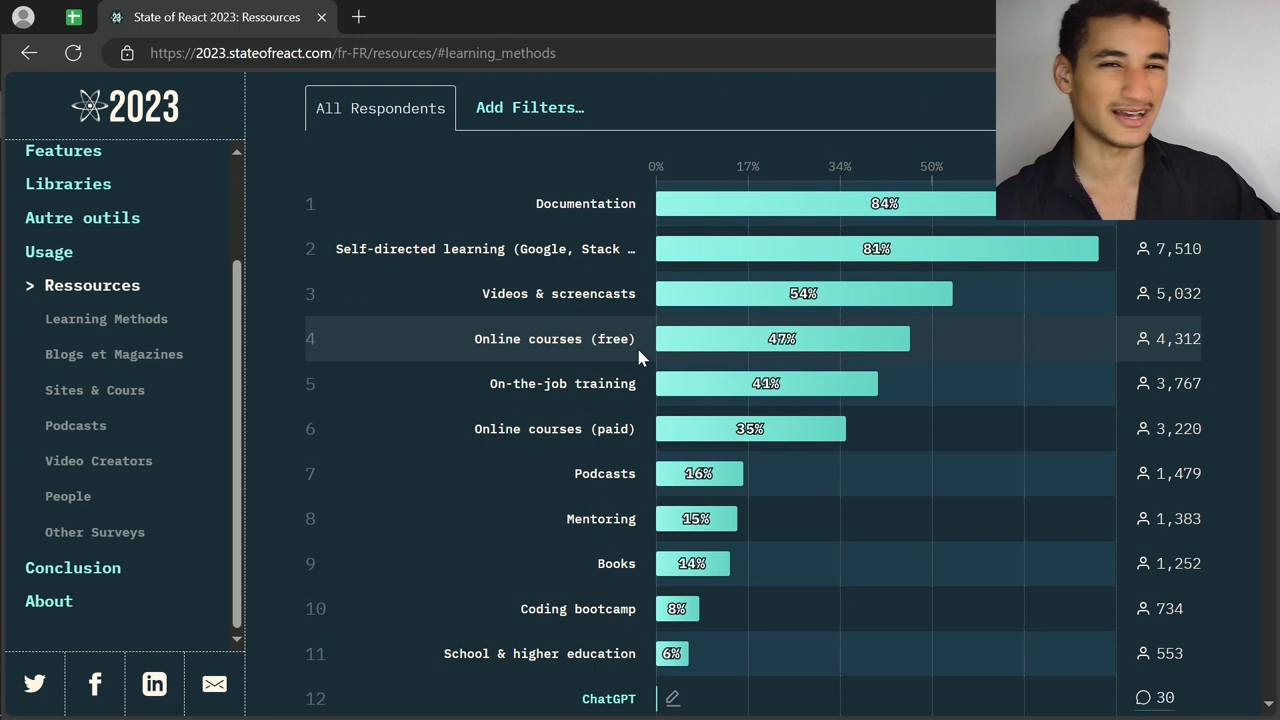 State of React 2023: Ressources
https://2023.stateofreact.com/fr-FR/resources/#learning_methods
2023
Features
Libraries
Autre outils
Usage
> Ressources
Learning Methods
Blogs et Magazines
Sites & Cours
Podcasts
Video Creators
People
Other Surveys
Conclusion
About
All Respondents
Add Filters…
0% 17% 34% 50%
1 Documentation 84%
2 Self-directed learning (Google, Stack … 81% 7,510
3 Videos & screencasts 54% 5,032
4 Online courses (free) 47% 4,312
5 On-the-job training 41% 3,767
6 Online courses (paid) 35% 3,220
7 Podcasts 16% 1,479
8 Mentoring 15% 1,383
9 Books 14% 1,252
10 Coding bootcamp 8% 734
11 School & higher education 6% 553
12 ChatGPT 30